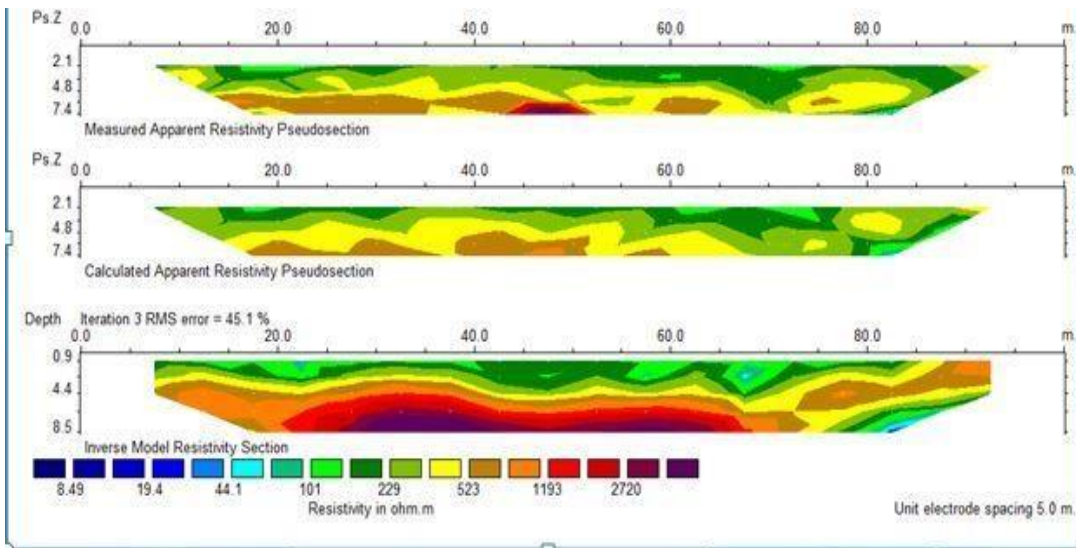 Ps.Z 0.0 20.0 40.0 60.0 80.0 m.
2.1
4.8
7.4
Measured Apparent Resistivity Pseudosection
Ps.Z 0.0 20.0 40.0 60.0 80.0 m.
2.1
4.8
7.4
Calculated Apparent Resistivity Pseudosection
Depth Iteration 3 RMS error = 45.1 %
0.0 20.0 40.0 60.0 80.0 m.
0.9
4.4
8.5
Inverse Model Resistivity Section
8.49 19.4 44.1 101 229 523 1193 2720
Resistivity in ohm.m Unit electrode spacing 5.0 m.